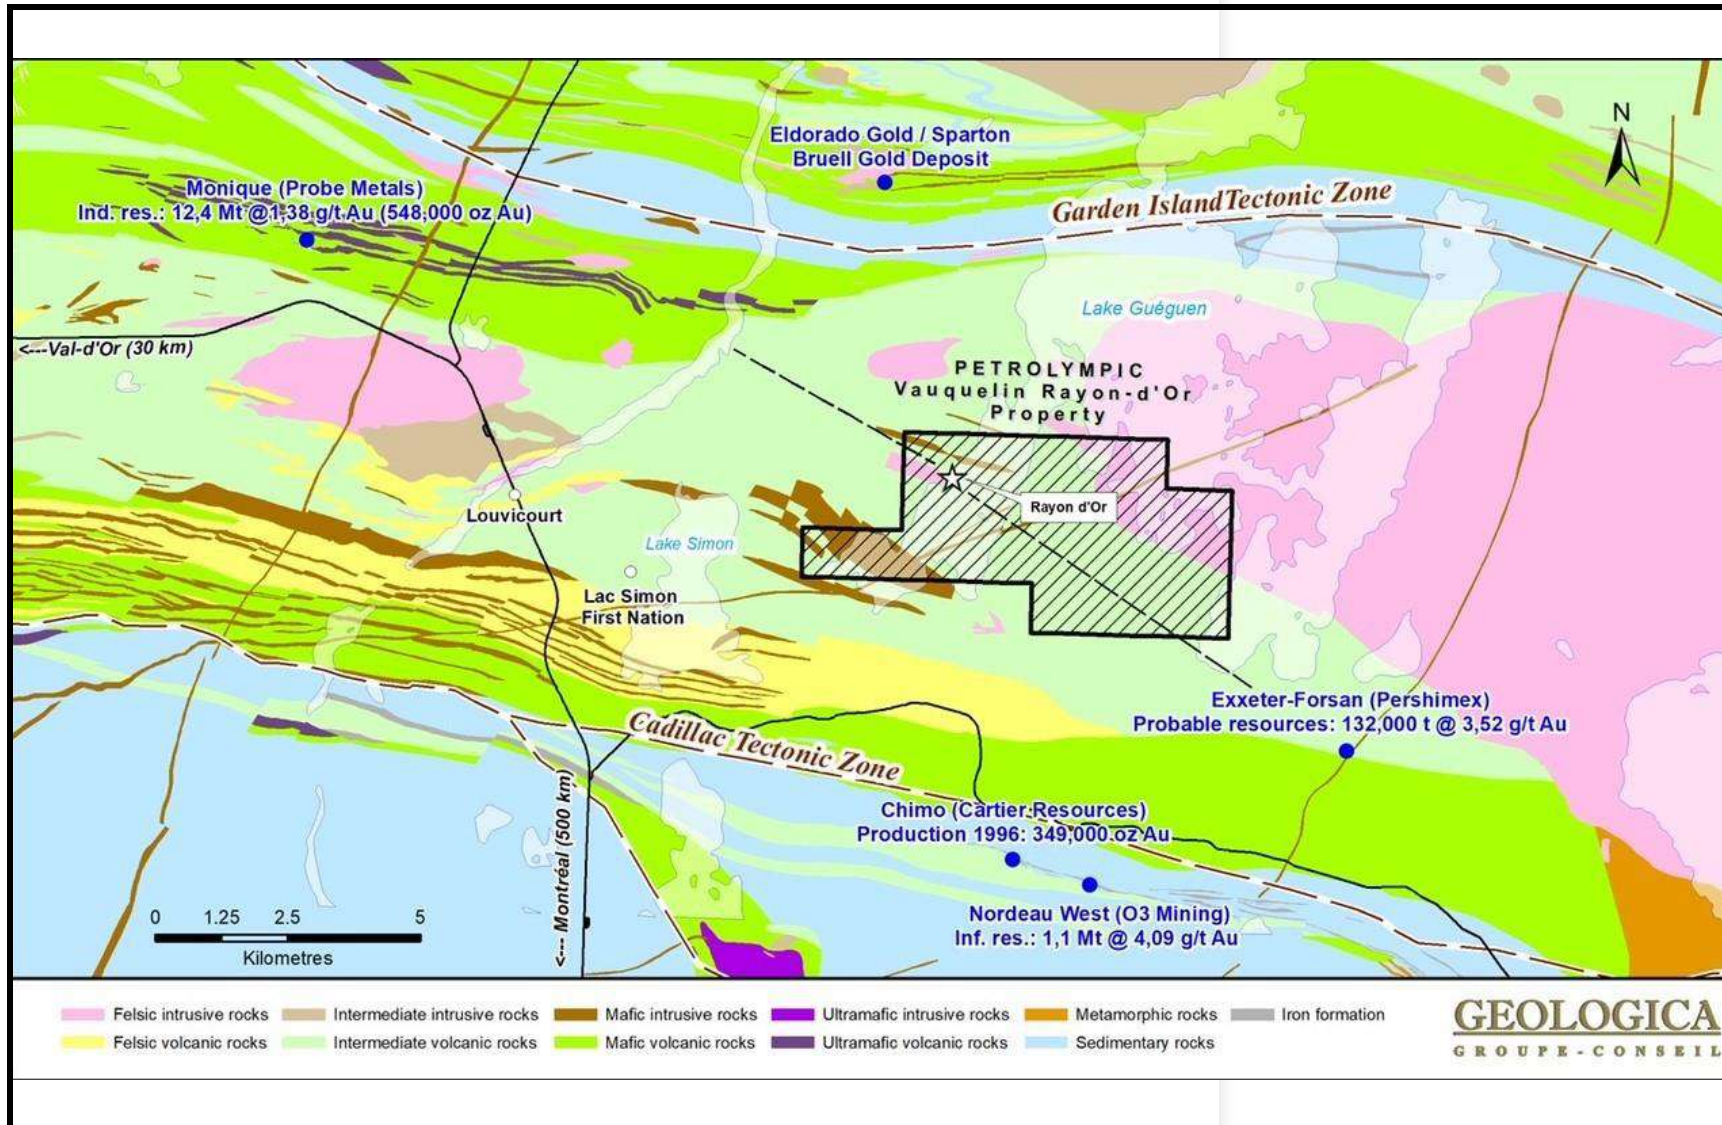 N
Eldorado Gold / Sparton
Bruell Gold Deposit
Monique (Probe Metals)
Ind. res.: 12,4 Mt @1,38 g/t Au (548,000 oz Au)
Garden IslandTectonic Zone
Lake Guéguen
<---Val-d'Or (30 km)
PETROLYMPIC
Vauquelin Rayon-d'Or
Property
Rayon d'Or
Louvicourt
Lake Simon
Lac Simon
First Nation
Exxeter-Forsan (Pershimex)
Probable resources: 132,000 t @ 3,52 g/t Au
Cadillac Tectonic Zone
<--- Montréal (500 km)
Chimo (Cartier Resources)
Production 1996: 349,000 oz Au
Nordeau West (O3 Mining)
Inf. res.: 1,1 Mt @ 4,09 g/t Au
0 1.25 2.5 5
Kilometres
Felsic intrusive rocks Intermediate intrusive rocks Mafic intrusive rocks Ultramafic intrusive rocks Metamorphic rocks Iron formation
Felsic volcanic rocks Intermediate volcanic rocks Mafic volcanic rocks Ultramafic volcanic rocks Sedimentary rocks
GEOLOGICA
GROUPE-CONSEIL